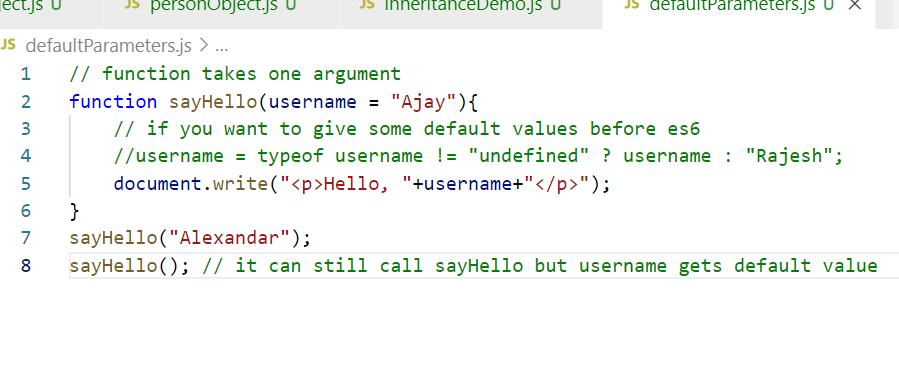 ject.js U JS personObject.js U JS inheritanceDemo.js U JS defaultParameters.js U ×
JS defaultParameters.js > ...
1 // function takes one argument
2 function sayHello(username = "Ajay"){
3 // if you want to give some default values before es6
4 //username = typeof username != "undefined" ? username : "Rajesh";
5 document.write("<p>Hello, "+username+"</p>");
6 }
7 sayHello("Alexandar");
8 sayHello(); // it can still call sayHello but username gets default value